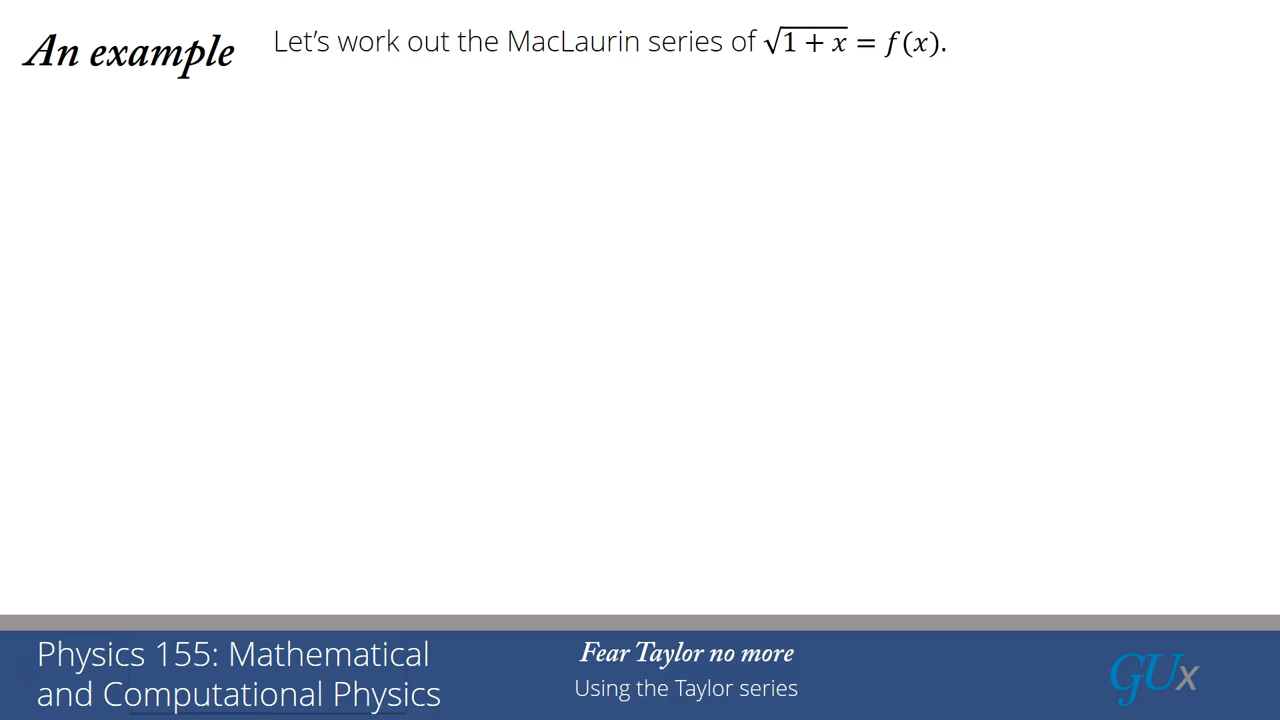 An example
Let’s work out the MacLaurin series of √1 + x = f(x).
Physics 155: Mathematical
and Computational Physics
Fear Taylor no more
Using the Taylor series
GUx